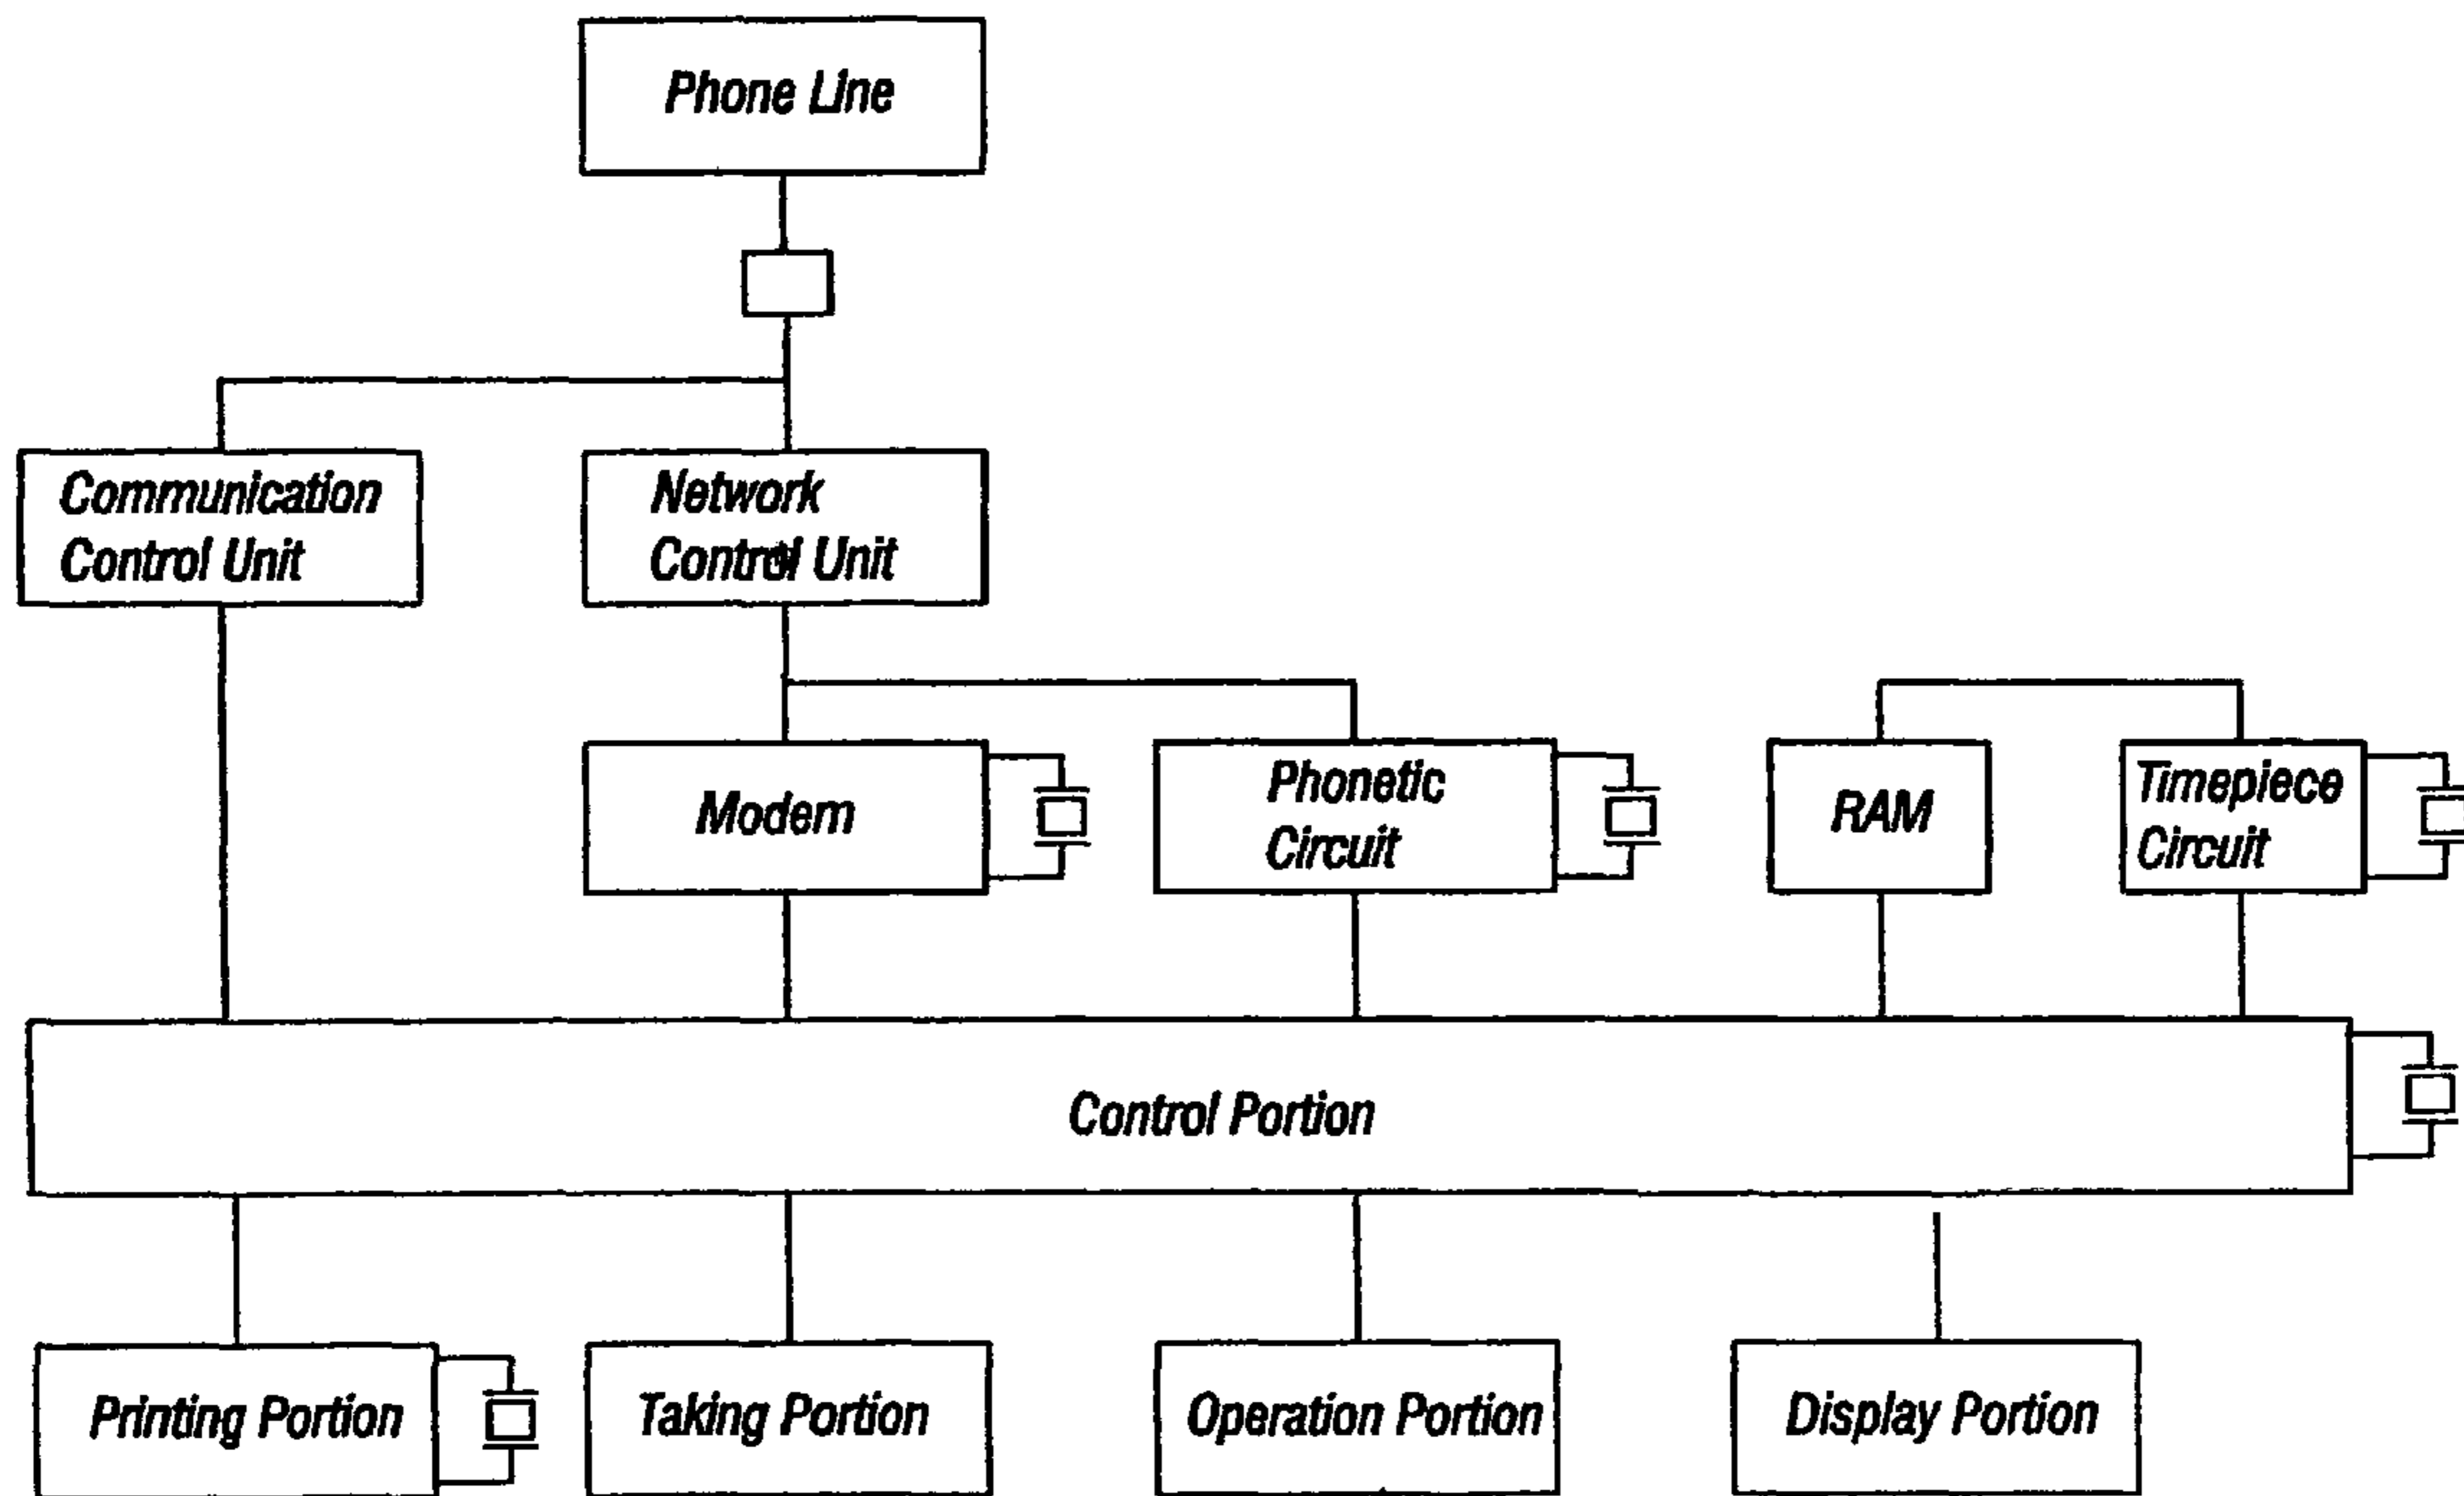 Phone Line
Communication
Control Unit
Network
Control Unit
Modem
Phonetic
Circuit
RAM
Timepiece
Circuit
Control Portion
Printing Portion
Taking Portion
Operation Portion
Display Portion